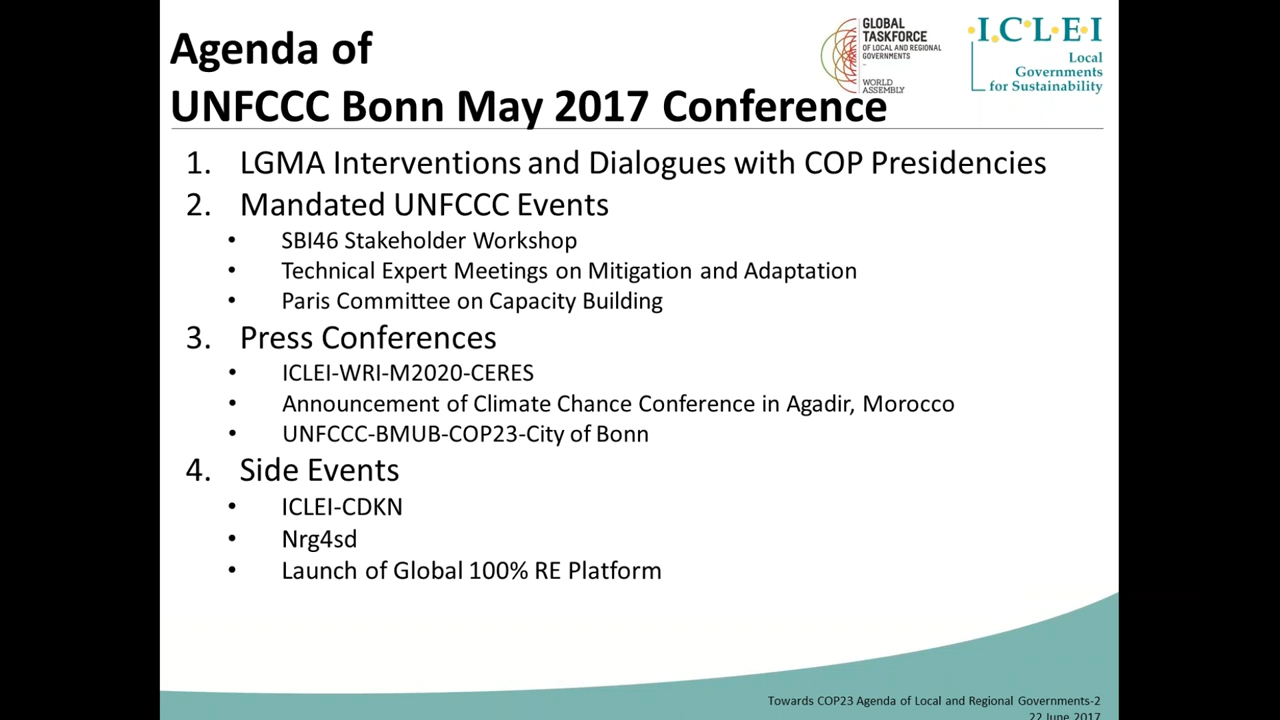 Agenda of
UNFCCC Bonn May 2017 Conference
GLOBAL
TASKFORCE
OF LOCAL AND REGIONAL
GOVERNMENTS
-
WORLD
ASSEMBLY
I.C.L.E.I
Local
Governments
for Sustainability
1. LGMA Interventions and Dialogues with COP Presidencies
2. Mandated UNFCCC Events
• SBI46 Stakeholder Workshop
• Technical Expert Meetings on Mitigation and Adaptation
• Paris Committee on Capacity Building
3. Press Conferences
• ICLEI-WRI-M2020-CERES
• Announcement of Climate Chance Conference in Agadir, Morocco
• UNFCCC-BMUB-COP23-City of Bonn
4. Side Events
• ICLEI-CDKN
• Nrg4sd
• Launch of Global 100% RE Platform
Towards COP23 Agenda of Local and Regional Governments-2
22 June 2017